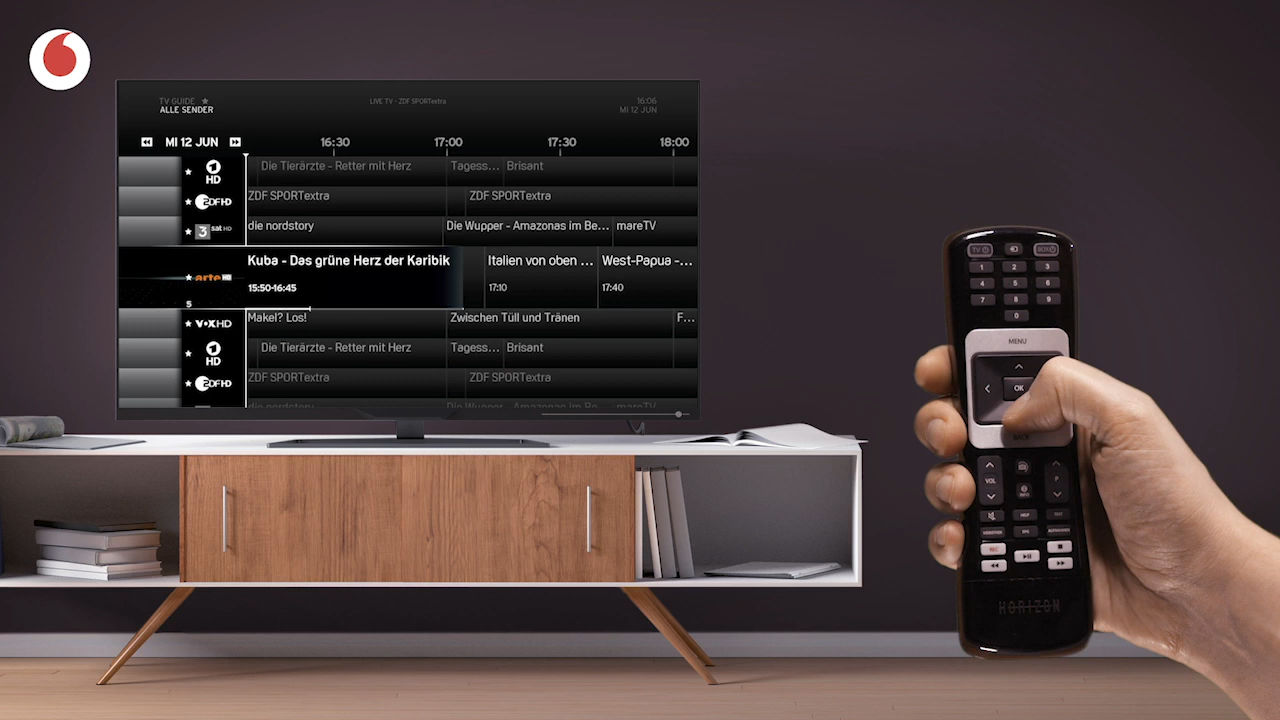 TV GUIDE ★
ALLE SENDER
LIVE TV - ZDF SPORTextra
16:06
MI 12 JUN
MI 12 JUN
16:30 17:00 17:30 18:00
1 HD Die Tierärzte - Retter mit Herz Tagess... Brisant
ZDF HD ZDF SPORTextra ZDF SPORTextra
3sat HD die nordstory Die Wupper - Amazonas im Be... mareTV
arte HD Kuba - Das grüne Herz der Karibik Italien von oben ... West-Papua -...
15:50-16:45 17:10 17:40
5
VOX HD Makel? Los! Zwischen Tüll und Tränen F...
1 HD Die Tierärzte - Retter mit Herz Tagess... Brisant
ZDF HD ZDF SPORTextra ZDF SPORTextra
die nordstory Die Wupper - Amazonas im Be... mareTV
TV BOX
1 2 3
4 5 6
7 8 9
0
MENU
OK
BACK
VOL P
INFO
HELP TEXT
REC
HORIZON